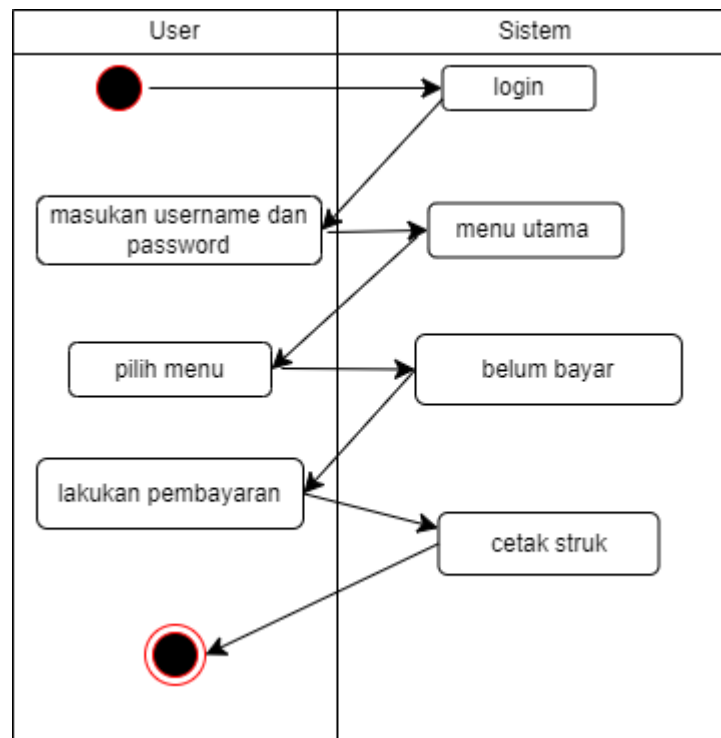 User
Sistem
login
masukan username dan
password
menu utama
pilih menu
belum bayar
lakukan pembayaran
cetak struk